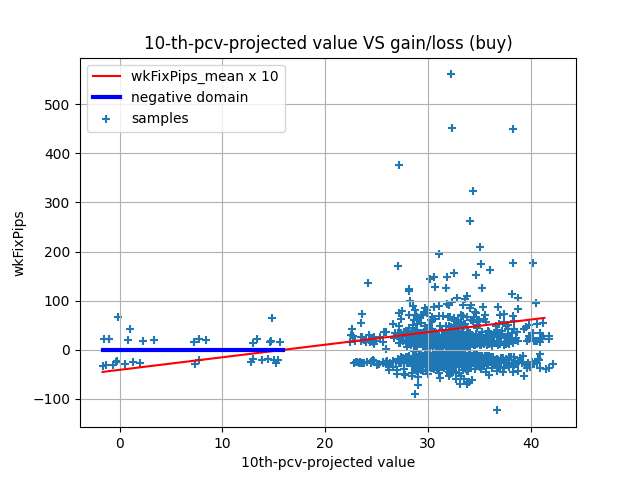 10-th-pcv-projected value VS gain/loss (buy)
wkFixPips_mean x 10
negative domain
samples
500
400
300
200
100
0
−100
wkFixPips
0
10
20
30
40
10th-pcv-projected value